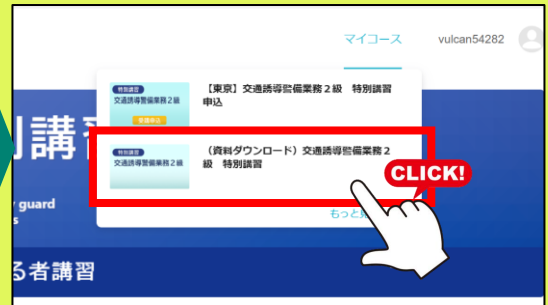 マイコース
vulcan54282
特別講習
交通誘導警備業務2級
受講申込
【東京】交通誘導警備業務2級 特別講習
申込
特別講習
交通誘導警備業務2級
（資料ダウンロード）交通誘導警備業務2
級 特別講習
CLICK!
もっと
別講
guard
s
る者講習